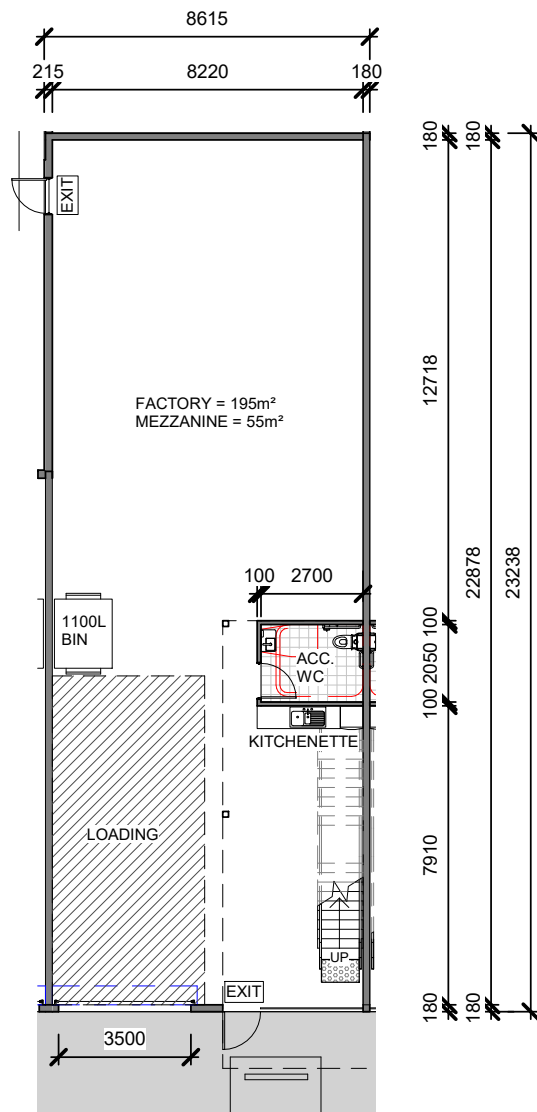 8615
215 8220 180
180 180
EXIT
12718
FACTORY = 195m²
MEZZANINE = 55m²
22878
23238
100 2700
100
1100L
BIN
ACC.
WC
2050
100
KITCHENETTE
LOADING
7910
UP
EXIT
180 180
3500